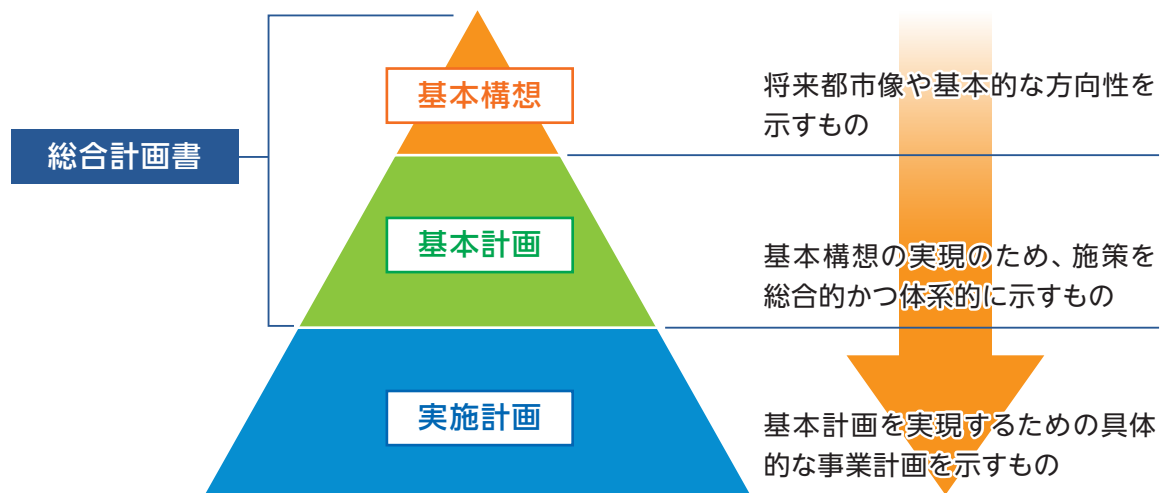 総合計画書
基本構想
将来都市像や基本的な方向性を
示すもの
基本計画
基本構想の実現のため、施策を
総合的かつ体系的に示すもの
実施計画
基本計画を実現するための具体
的な事業計画を示すもの